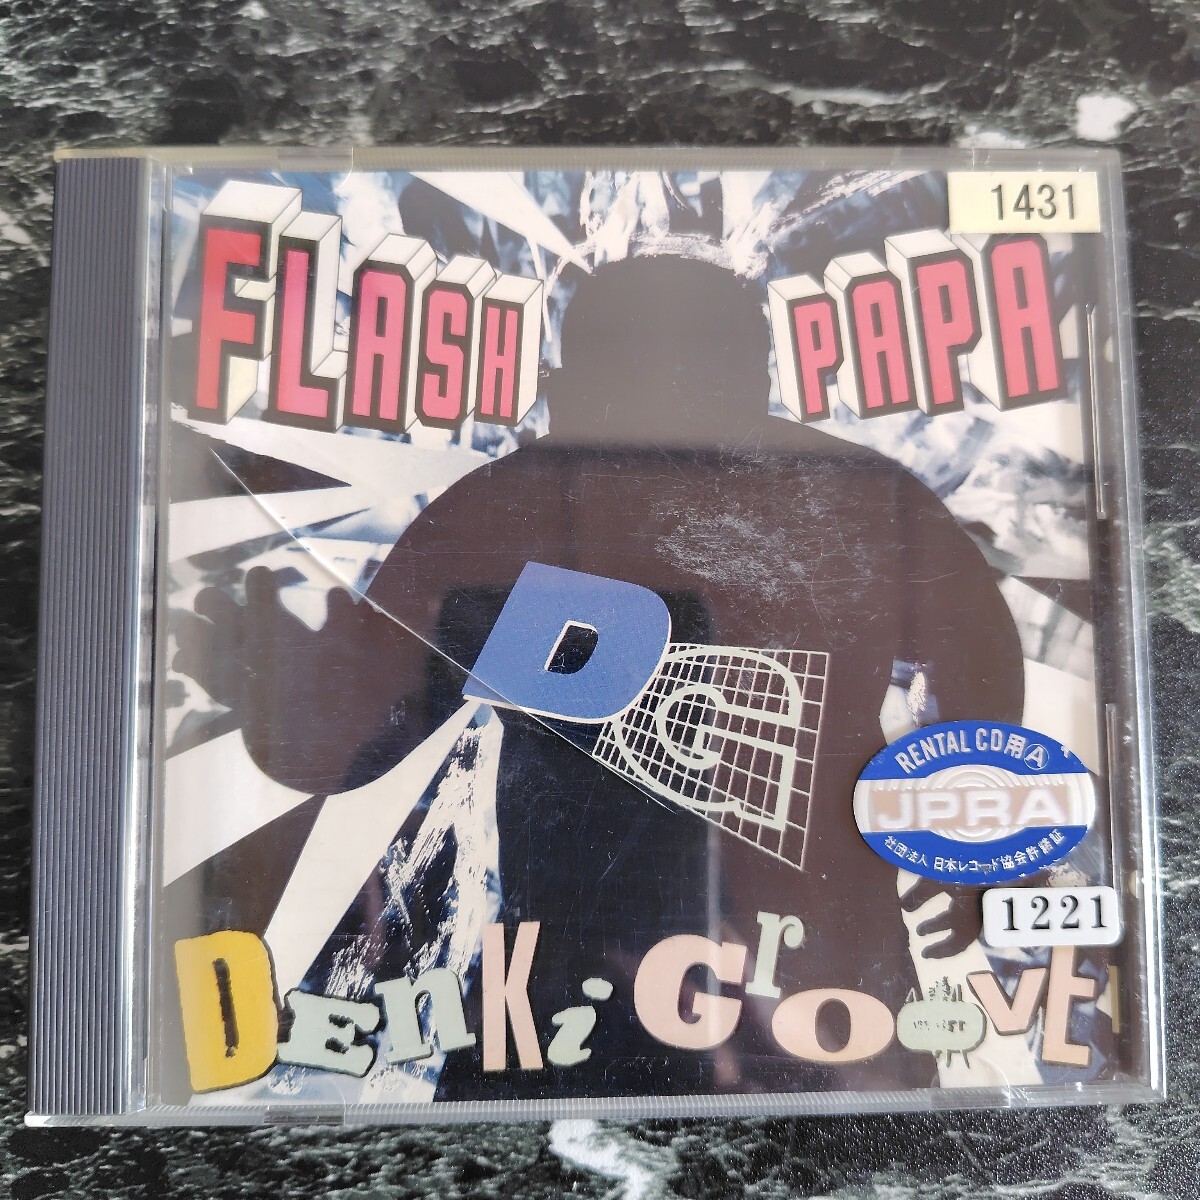 1431
FLASH PAPA
DG
RENTAL CD用Ⓐ
JPRA
社団法人 日本レコード協会許諾証
1221
DENKi GrOOvE